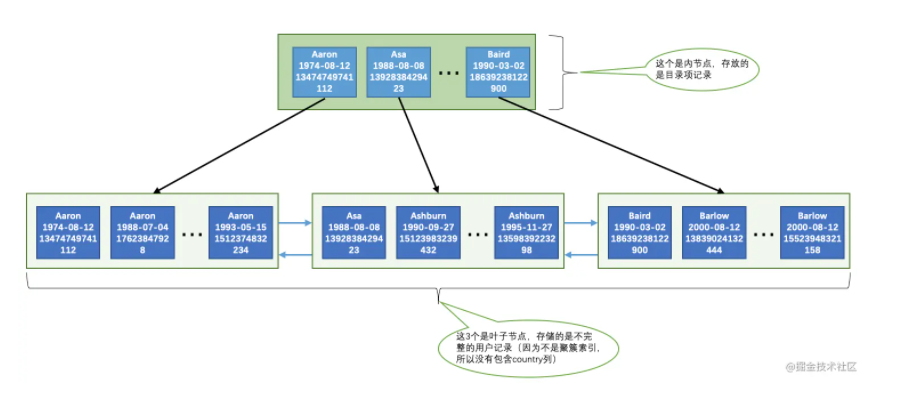 Aaron
1974-08-12
13474749741
112
Asa
1988-08-08
13928384294
23
...
Baird
1990-03-02
18639238122
900
这个是内节点，存放的
是目录项记录
Aaron
1974-08-12
13474749741
112
Aaron
1988-07-04
1762384792
8
...
Aaron
1993-05-15
1512374832
234
Asa
1988-08-08
13928384294
23
Ashburn
1990-09-27
15123983239
432
...
Ashburn
1995-11-27
13598392232
98
Baird
1990-03-02
18639238122
900
Barlow
2000-08-12
13839024132
444
...
Barlow
2000-08-12
15523948321
158
这3个是叶子节点，存储的是不完
整的用户记录（因为不是聚簇索引，
所以没有包含country列）
@掘金技术社区